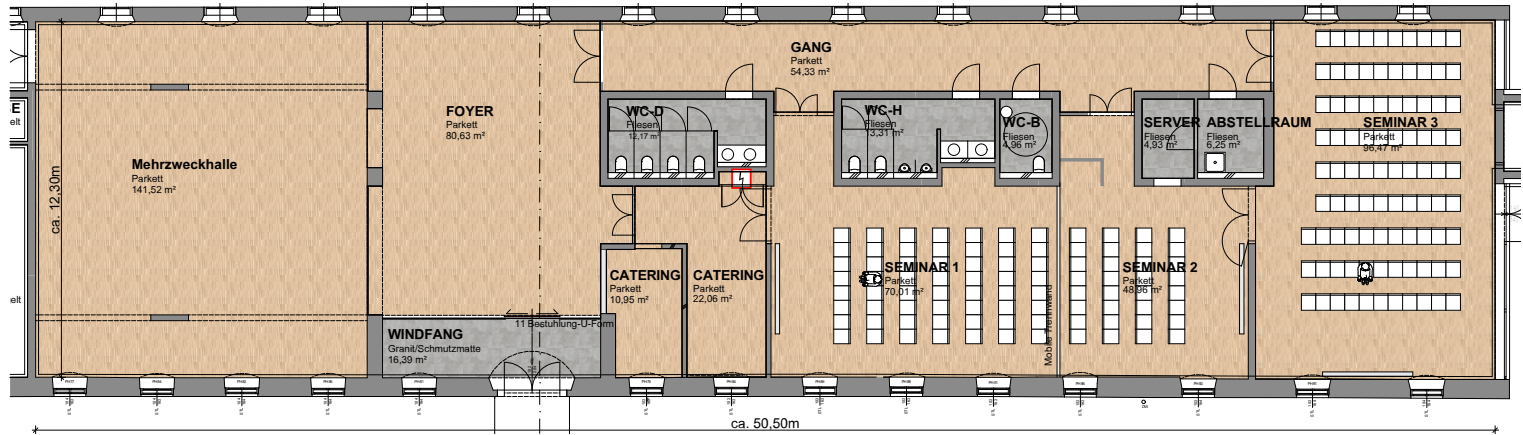 GANG
Parkett
54,33 m²
FOYER
Parkett
80,63 m²
WC-D
Fliesen
12,17 m²
WC-H
Fliesen
13,31 m²
WC-B
Fliesen
4,96 m²
SERVER
Fliesen
4,93 m²
ABSTELLRAUM
Fliesen
6,25 m²
SEMINAR 3
Parkett
96,47 m²
E
elt
Mehrzweckhalle
Parkett
141,52 m²
ca. 12,30m
elt
CATERING
Parkett
10,95 m²
CATERING
Parkett
22,06 m²
SEMINAR 1
Parkett
70,01 m²
SEMINAR 2
Parkett
48,96 m²
Mobile Trennwand
11 Bestuhlung-U-Form
WINDFANG
Granit/Schmutzmatte
16,39 m²
ca. 50,50m